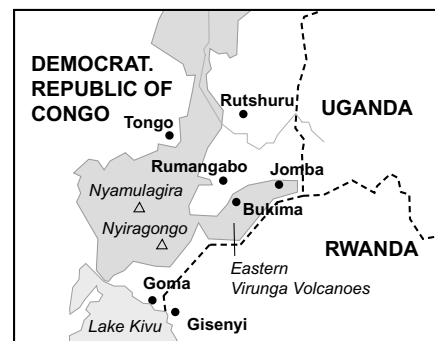 DEMOCRAT.
REPUBLIC OF
CONGO
Rutshuru
UGANDA
Tongo
Rumangabo
Jomba
Nyamulagira
Bukima
Nyiragongo
RWANDA
Eastern
Virunga Volcanoes
Goma
Lake Kivu
Gisenyi